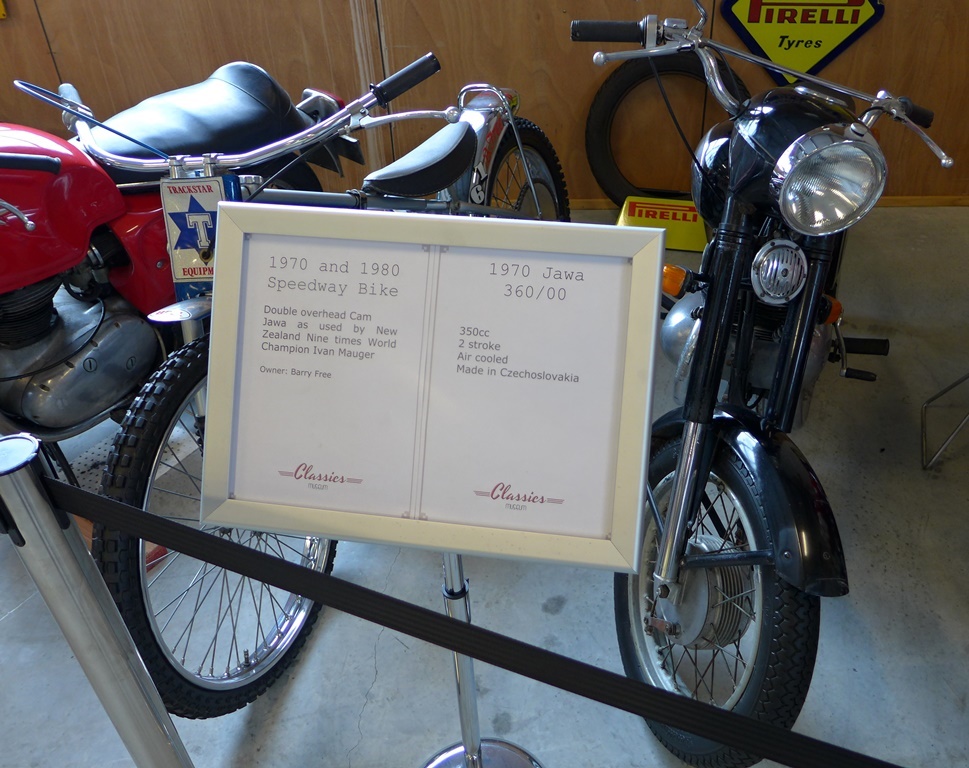 PIRELLI
Tyres
PIRELLI
TRACKSTAR
T
EQUIPM
1970 and 1980
Speedway Bike
Double overhead Cam
Jawa as used by New
Zealand Nine times World
Champion Ivan Mauger
Owner: Barry Free
Classics
museum
1970 Jawa
360/00
350cc
2 stroke
Air cooled
Made in Czechoslovakia
Classics
museum